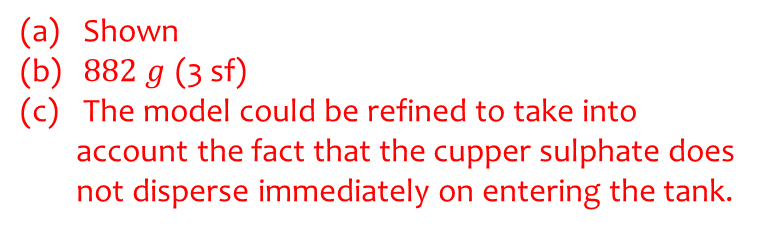 (a) Shown
(b) 882 g (3 sf)
(c) The model could be refined to take into
account the fact that the cupper sulphate does
not disperse immediately on entering the tank.